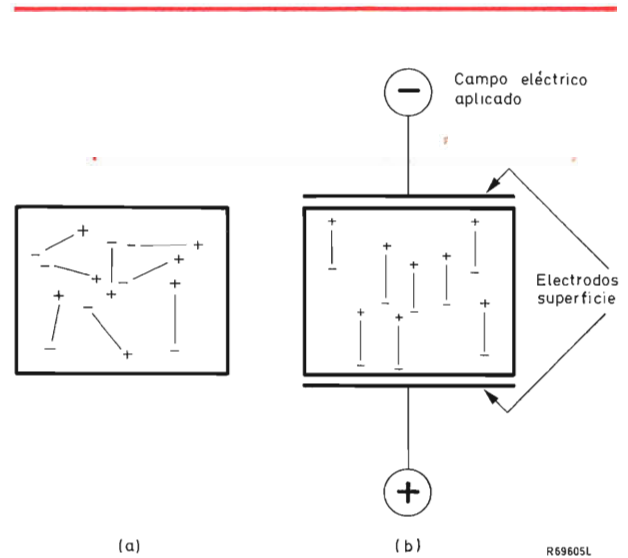 Campo eléctrico
aplicado
Electrodos
superficie
(a)
(b)
R69605L